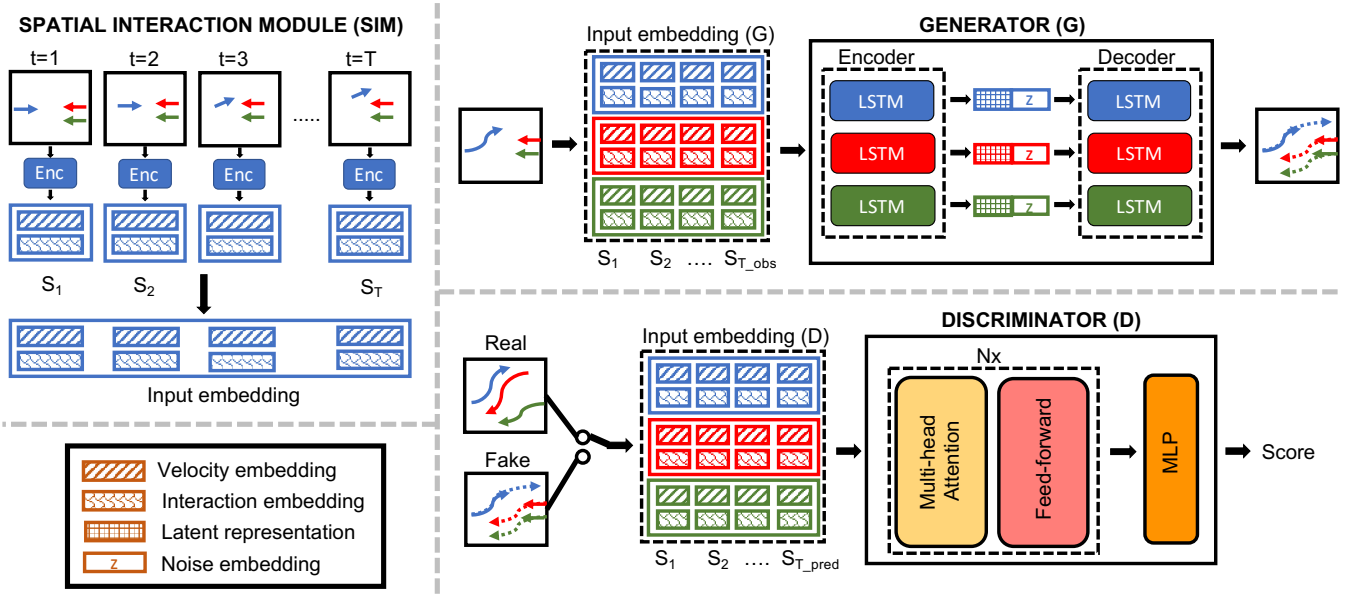 SPATIAL INTERACTION MODULE (SIM)
t=1 t=2 t=3 t=T
.....
Enc Enc Enc Enc
S1 S2 ST
Input embedding
Velocity embedding
Interaction embedding
Latent representation
z Noise embedding
Input embedding (G)
S1 S2 .... ST_obs
GENERATOR (G)
Encoder Decoder
LSTM z LSTM
LSTM z LSTM
LSTM z LSTM
Real
Fake
Input embedding (D)
S1 S2 .... ST_pred
DISCRIMINATOR (D)
Nx
Multi-head
Attention
Feed-forward
MLP
Score